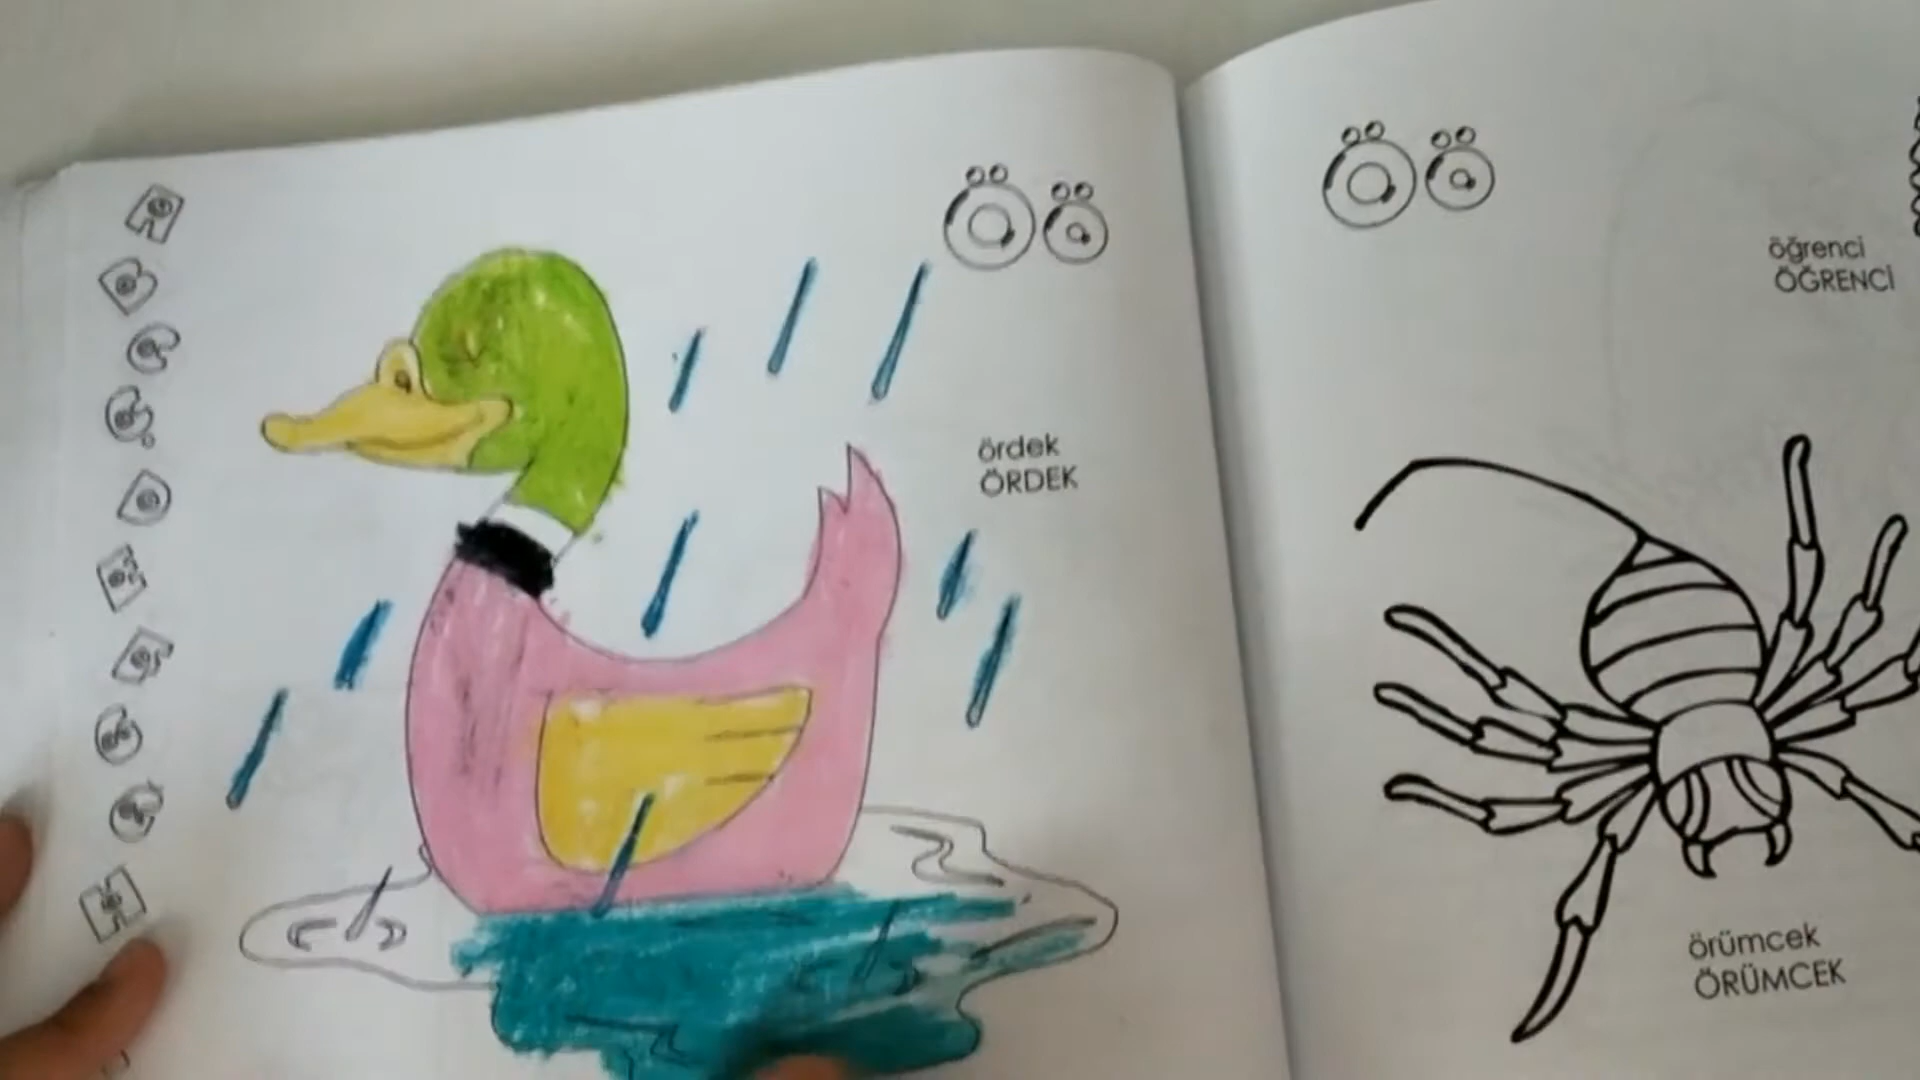 Öö
ördek
ÖRDEK
Öö
öğrenci
ÖĞRENCİ
örümcek
ÖRÜMCEK